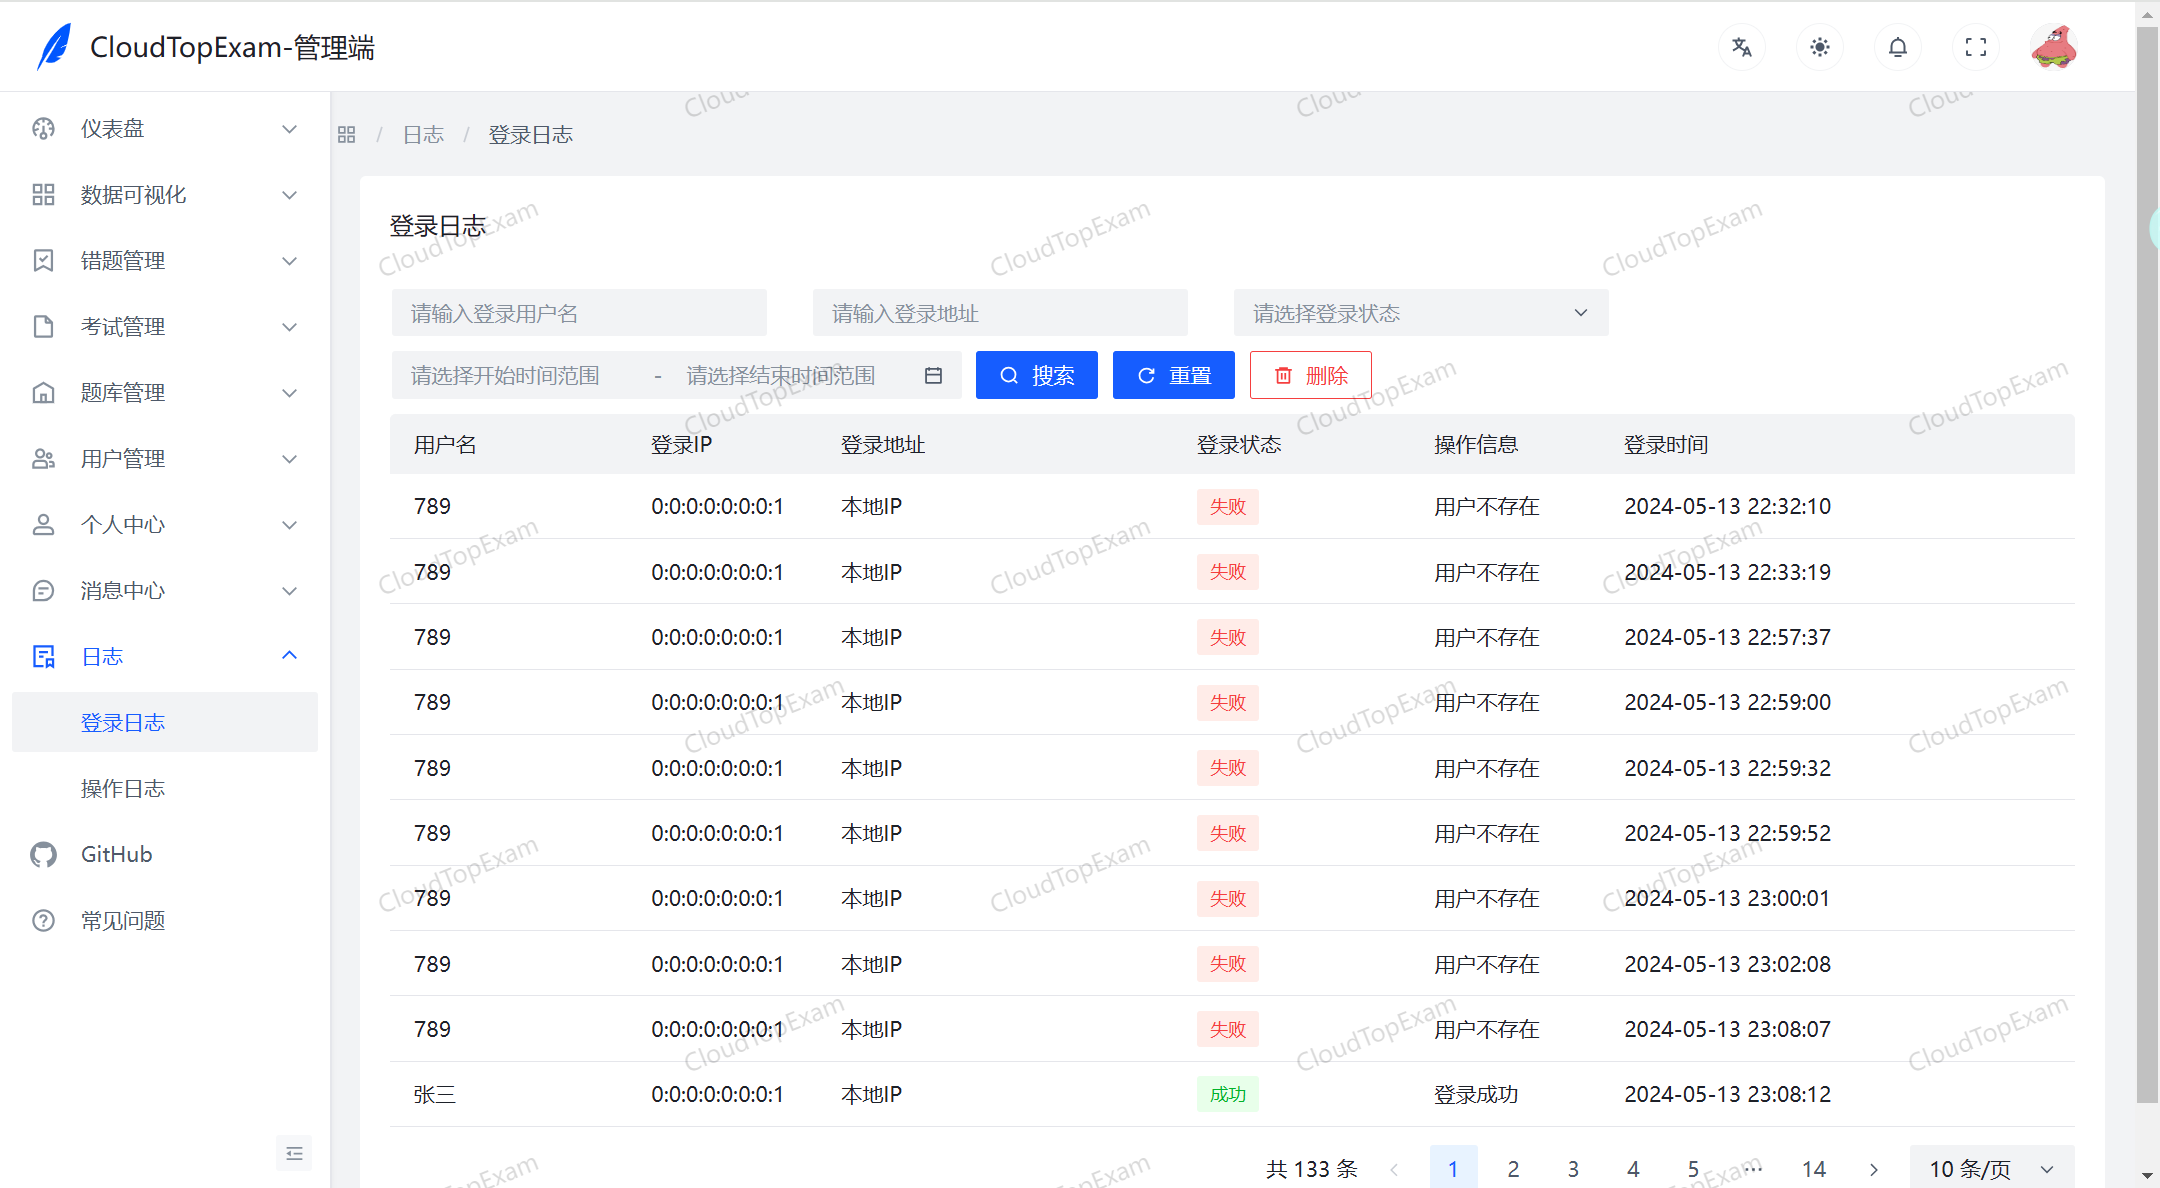 CloudTopExam-管理端
仪表盘
数据可视化
错题管理
考试管理
题库管理
用户管理
个人中心
消息中心
日志
登录日志
操作日志
GitHub
常见问题
/ 日志 / 登录日志
登录日志
请输入登录用户名 请输入登录地址 请选择登录状态
请选择开始时间范围 - 请选择结束时间范围 搜索 重置 删除
用户名 登录IP 登录地址 登录状态 操作信息 登录时间
789 0:0:0:0:0:0:0:1 本地IP 失败 用户不存在 2024-05-13 22:32:10
789 0:0:0:0:0:0:0:1 本地IP 失败 用户不存在 2024-05-13 22:33:19
789 0:0:0:0:0:0:0:1 本地IP 失败 用户不存在 2024-05-13 22:57:37
789 0:0:0:0:0:0:0:1 本地IP 失败 用户不存在 2024-05-13 22:59:00
789 0:0:0:0:0:0:0:1 本地IP 失败 用户不存在 2024-05-13 22:59:32
789 0:0:0:0:0:0:0:1 本地IP 失败 用户不存在 2024-05-13 22:59:52
789 0:0:0:0:0:0:0:1 本地IP 失败 用户不存在 2024-05-13 23:00:01
789 0:0:0:0:0:0:0:1 本地IP 失败 用户不存在 2024-05-13 23:02:08
789 0:0:0:0:0:0:0:1 本地IP 失败 用户不存在 2024-05-13 23:08:07
张三 0:0:0:0:0:0:0:1 本地IP 成功 登录成功 2024-05-13 23:08:12
共 133 条 1 2 3 4 5 ··· 14 10 条/页
CloudTopExam